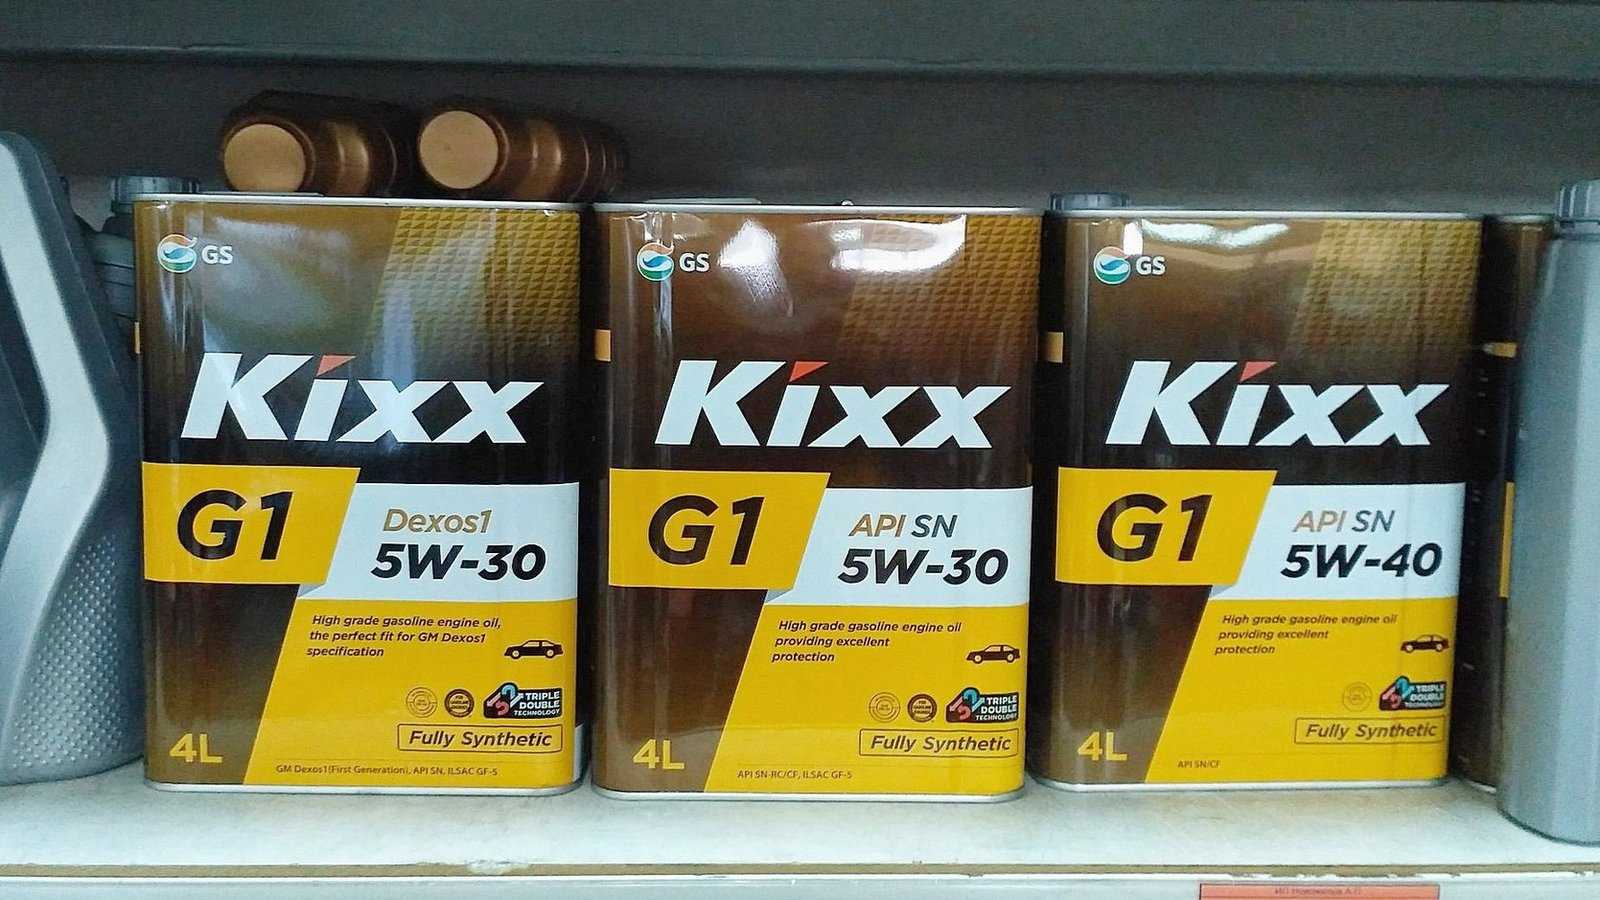 GS
Kixx
G1
Dexos1
5W-30
High grade gasoline engine oil,
the perfect fit for GM Dexos1
specification
TRIPLE
DOUBLE
TECHNOLOGY
Fully Synthetic
4L
GM Dexos1(First Generation), API SN, ILSAC GF-5
GS
Kixx
G1
API SN
5W-30
High grade gasoline engine oil
providing excellent
protection
TRIPLE
DOUBLE
TECHNOLOGY
Fully Synthetic
4L
API SN-RC/CF, ILSAC GF-5
GS
Kixx
G1
API SN
5W-40
High grade gasoline engine oil
providing excellent
protection
TRIPLE
DOUBLE
TECHNOLOGY
Fully Synthetic
4L
API SN/CF